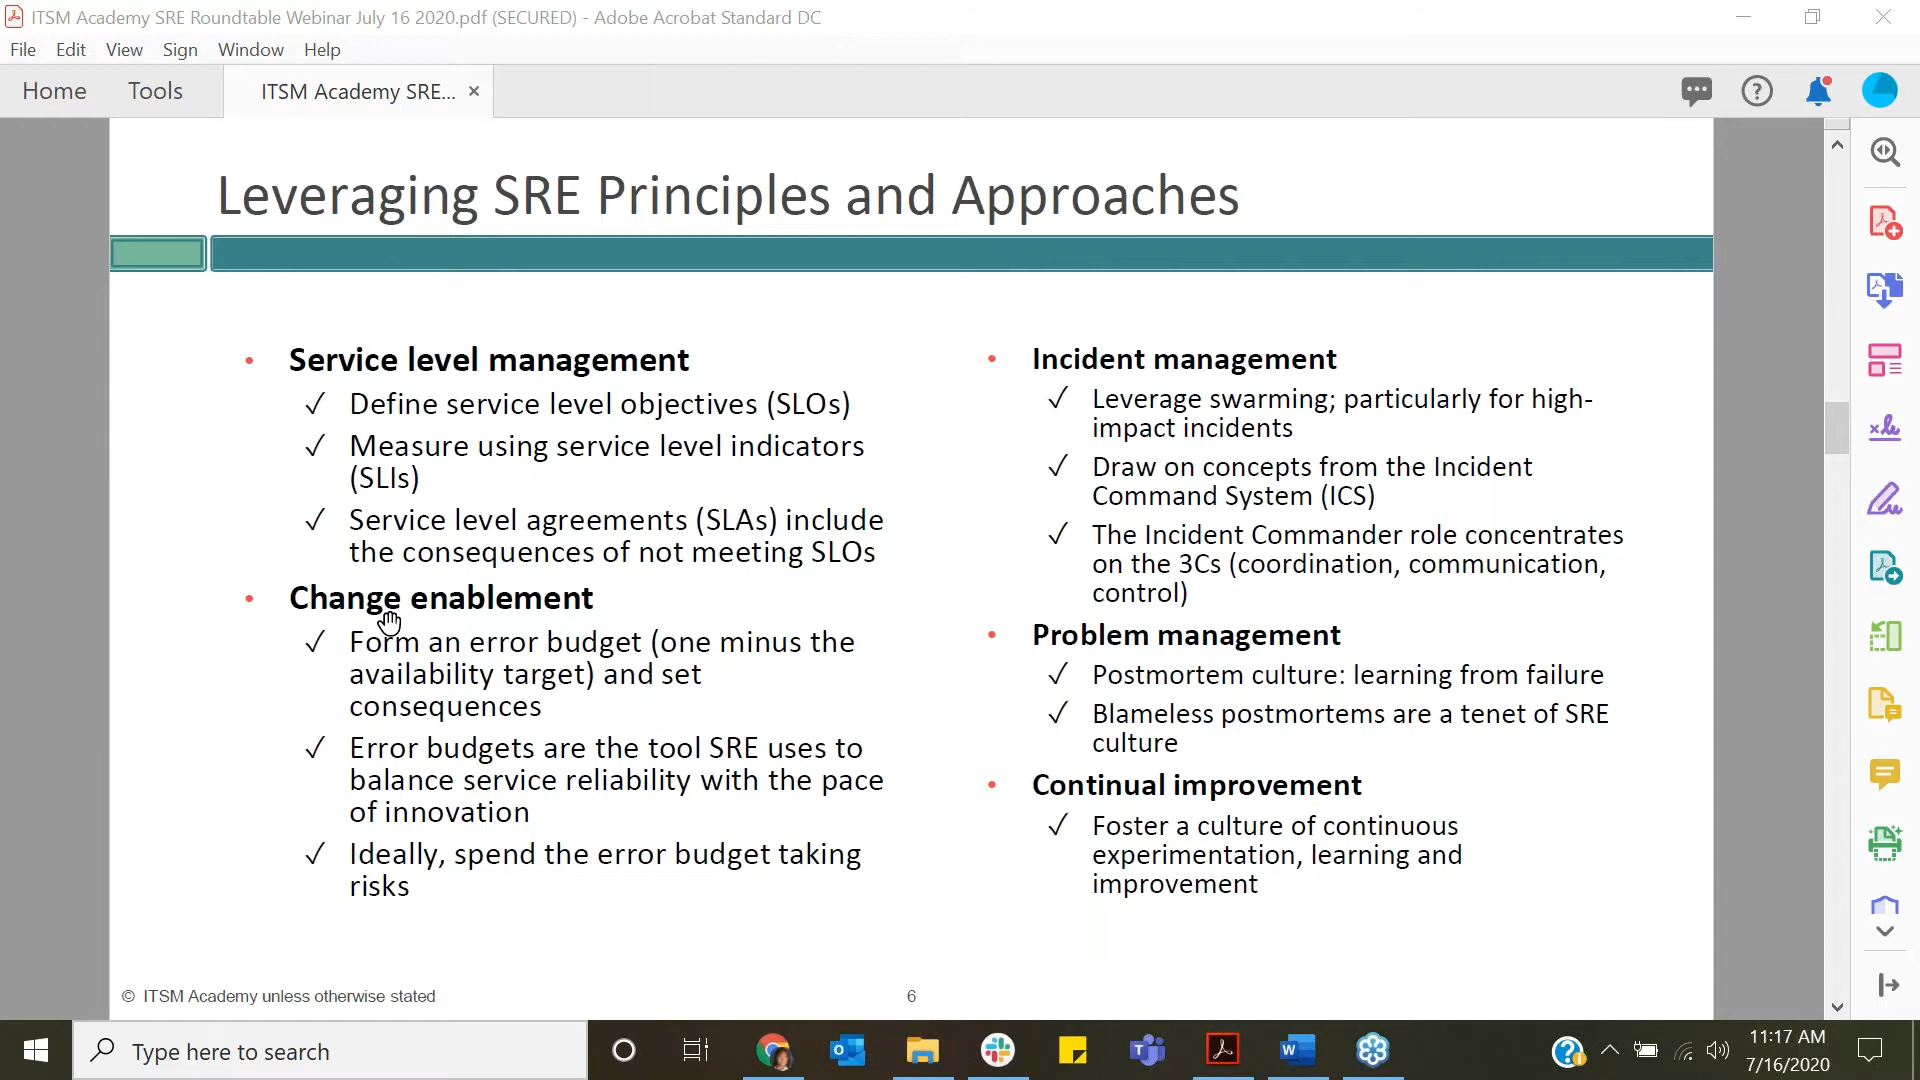 ITSM Academy SRE Roundtable Webinar July 16 2020.pdf (SECURED) - Adobe Acrobat Standard DC
File Edit View Sign Window Help
Home Tools ITSM Academy SRE... ×
Leveraging SRE Principles and Approaches
• Service level management
✓ Define service level objectives (SLOs)
✓ Measure using service level indicators
(SLIs)
✓ Service level agreements (SLAs) include
the consequences of not meeting SLOs
• Change enablement
✓ Form an error budget (one minus the
availability target) and set
consequences
✓ Error budgets are the tool SRE uses to
balance service reliability with the pace
of innovation
✓ Ideally, spend the error budget taking
risks
• Incident management
✓ Leverage swarming; particularly for high-
impact incidents
✓ Draw on concepts from the Incident
Command System (ICS)
✓ The Incident Commander role concentrates
on the 3Cs (coordination, communication,
control)
• Problem management
✓ Postmortem culture: learning from failure
✓ Blameless postmortems are a tenet of SRE
culture
• Continual improvement
✓ Foster a culture of continuous
experimentation, learning and
improvement
© ITSM Academy unless otherwise stated
6
Type here to search
11:17 AM
7/16/2020